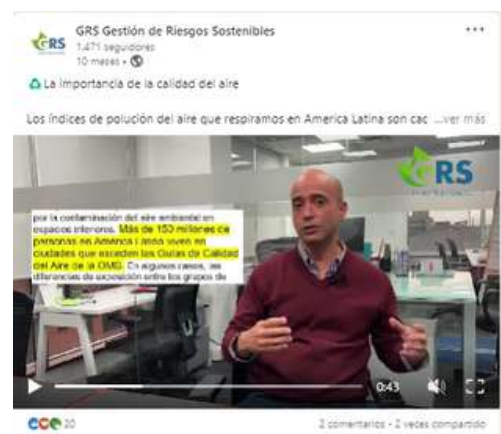 GRS Gestión de Riesgos Sostenibles
GRS
1.471 seguidores
10 meses •
La importancia de la calidad del aire
Los índices de polución del aire que respiramos en America Latina son cac ...ver más
GRS
por la contaminación del aire ambiental en
espacios interiores. Más de 150 millones de
personas en América Latina viven en
ciudades que exceden las Guías de Calidad
del Aire de la OMS. En algunos casos, las
diferencias de exposición entre los grupos de
0:43
20
2 comentarios • 2 veces compartido